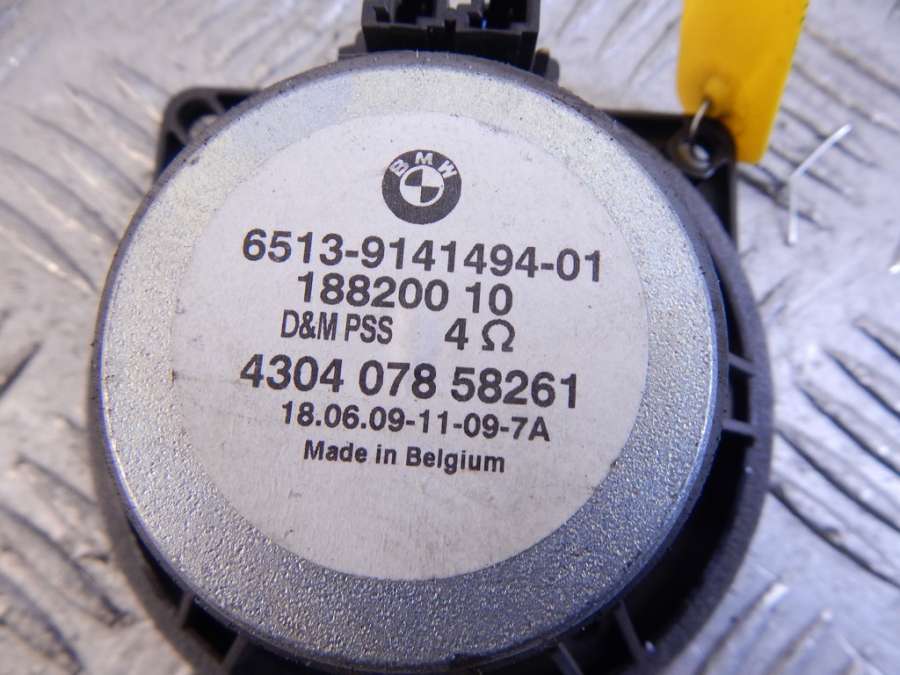 BMW
6513-9141494-01
188200 10
D&M PSS 4 Ω
4304 078 58261
18.06.09-11-09-7A
Made in Belgium